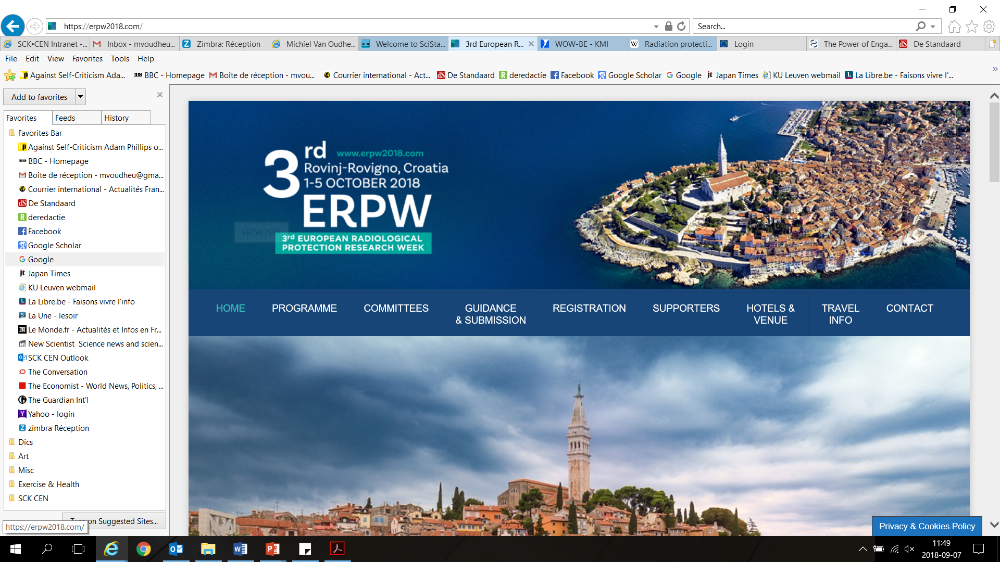 https://erpw2018.com/
Search...
SCK•CEN Intranet -...
Inbox - mvoudheu...
Zimbra: Réception
Michiel Van Oudhe...
Welcome to SciSta...
3rd European R...
WOW-BE - KMI
Radiation protecti...
Login
The Power of Enga...
De Standaard
File Edit View Favorites Tools Help
Against Self-Criticism Ada...
BBC - Homepage
Boîte de réception - mvou...
Courrier international - Act...
De Standaard
deredactie
Facebook
Google Scholar
Google
Japan Times
KU Leuven webmail
La Libre.be - Faisons vivre l'...
Add to favorites
Favorites Feeds History
Favorites Bar
Against Self-Criticism Adam Phillips o...
BBC - Homepage
Boîte de réception - mvoudheu@gma...
Courrier international - Actualités Fran...
De Standaard
deredactie
Facebook
Google Scholar
Google
Japan Times
KU Leuven webmail
La Libre.be - Faisons vivre l'info
La Une - lesoir
Le Monde.fr - Actualités et Infos en Fr...
New Scientist Science news and scien...
SCK CEN Outlook
The Conversation
The Economist - World News, Politics, ...
The Guardian Int'l
Yahoo - login
zimbra Réception
Dics
Art
Misc
Exercise & Health
SCK CEN
Turn on Suggested Sites...
https://erpw2018.com/
3rd www.erpw2018.com
Rovinj-Rovigno, Croatia
1-5 OCTOBER 2018
ERPW
ERPW 2018
3rd EUROPEAN RADIOLOGICAL
PROTECTION RESEARCH WEEK
HOME
PROGRAMME
COMMITTEES
GUIDANCE
& SUBMISSION
REGISTRATION
SUPPORTERS
HOTELS &
VENUE
TRAVEL
INFO
CONTACT
Privacy & Cookies Policy
11:49
2018-09-07